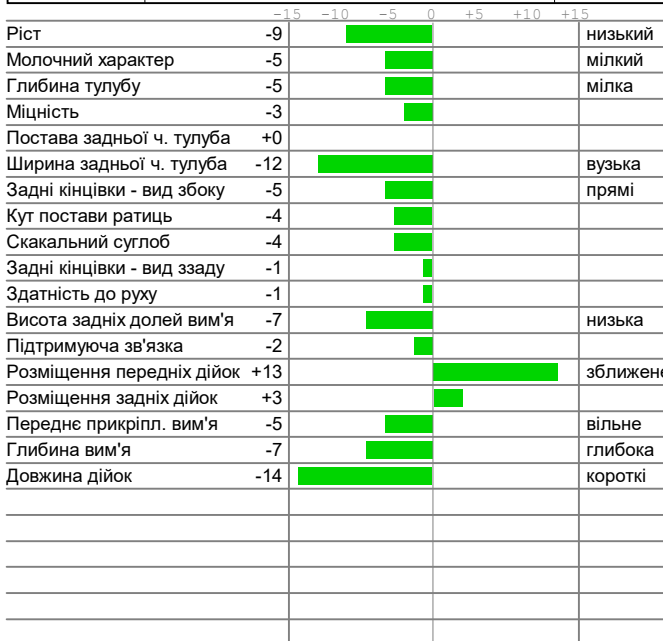 -15 -10 -5 0 +5 +10 +15
Ріст -9 низький
Молочний характер -5 мілкий
Глибина тулубу -5 мілка
Міцність -3
Постава задньої ч. тулуба +0
Ширина задньої ч. тулуба -12 вузька
Задні кінцівки - вид збоку -5 прямі
Кут постави ратиць -4
Скакальний суглоб -4
Задні кінцівки - вид ззаду -1
Здатність до руху -1
Висота задніх долей вим'я -7 низька
Підтримуюча зв'язка -2
Розміщення передніх дійок +13 зближене
Розміщення задніх дійок +3
Переднє прикріпл. вим'я -5 вільне
Глибина вим'я -7 глибока
Довжина дійок -14 короткі